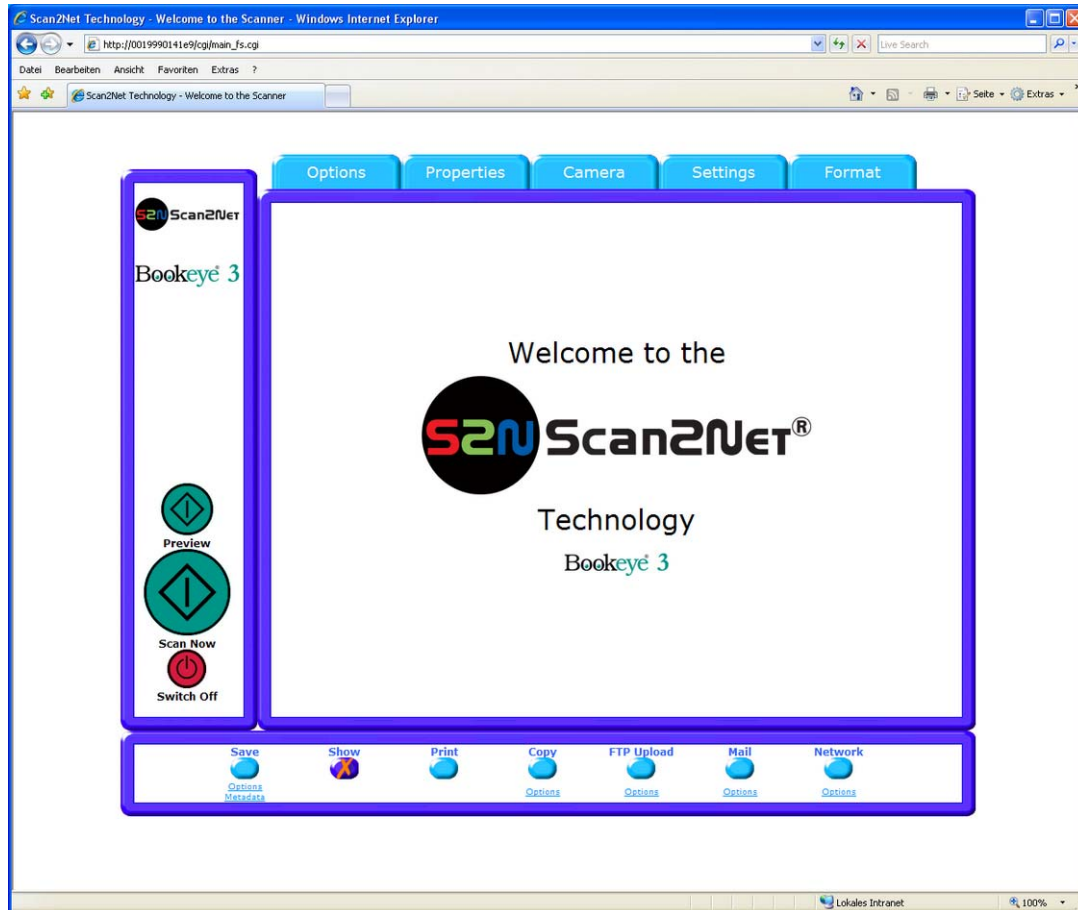 Scan2Net Technology - Welcome to the Scanner - Windows Internet Explorer
http://0019990141e9/cgi/main_fs.cgi
Live Search
Datei Bearbeiten Ansicht Favoriten Extras ?
Scan2Net Technology - Welcome to the Scanner
Seite Extras
Options Properties Camera Settings Format
S2N Scan2Net
Bookeye® 3
Welcome to the
S2N Scan2Net®
Technology
Bookeye® 3
Preview
Scan Now
Switch Off
Save Show Print Copy FTP Upload Mail Network
Options Options Options Options Options
Metadata
Lokales Intranet 100%